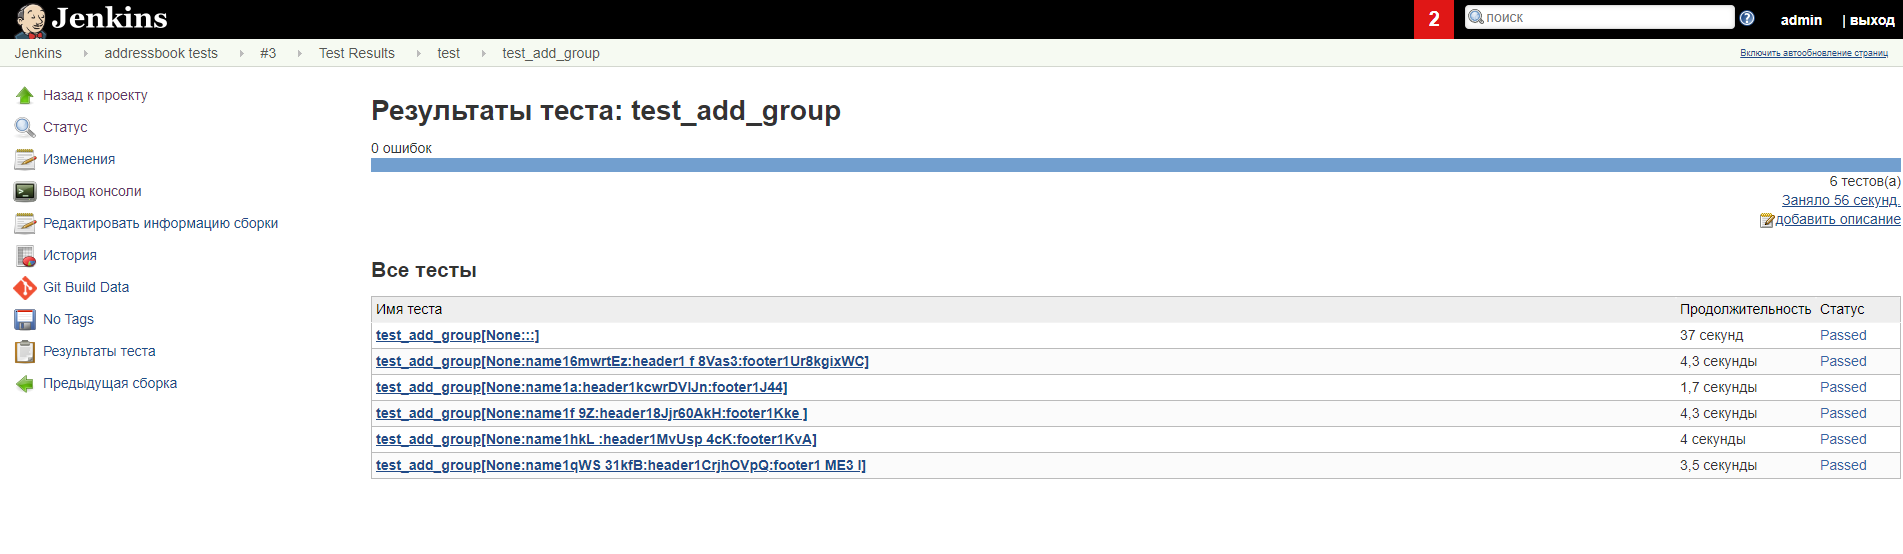 Jenkins
2
поиск
admin
| выход
Jenkins addressbook tests #3 Test Results test test_add_group
Включить автообновление страниц
Назад к проекту
Статус
Изменения
Вывод консоли
Редактировать информацию сборки
История
Git Build Data
No Tags
Результаты теста
Предыдущая сборка
Результаты теста: test_add_group
0 ошибок
6 тестов(а)
Заняло 56 секунд.
добавить описание
Все тесты
Имя теста Продолжительность Статус
test_add_group[None:::] 37 секунд Passed
test_add_group[None:name16mwrtEz:header1 f 8Vas3:footer1Ur8kgixWC] 4,3 секунды Passed
test_add_group[None:name1a:header1kcwrDVlJn:footer1J44] 1,7 секунды Passed
test_add_group[None:name1f 9Z:header18Jjr60AkH:footer1Kke ] 4,3 секунды Passed
test_add_group[None:name1hkL :header1MvUsp 4cK:footer1KvA] 4 секунды Passed
test_add_group[None:name1qWS 31kfB:header1CrjhOVpQ:footer1 ME3 l] 3,5 секунды Passed